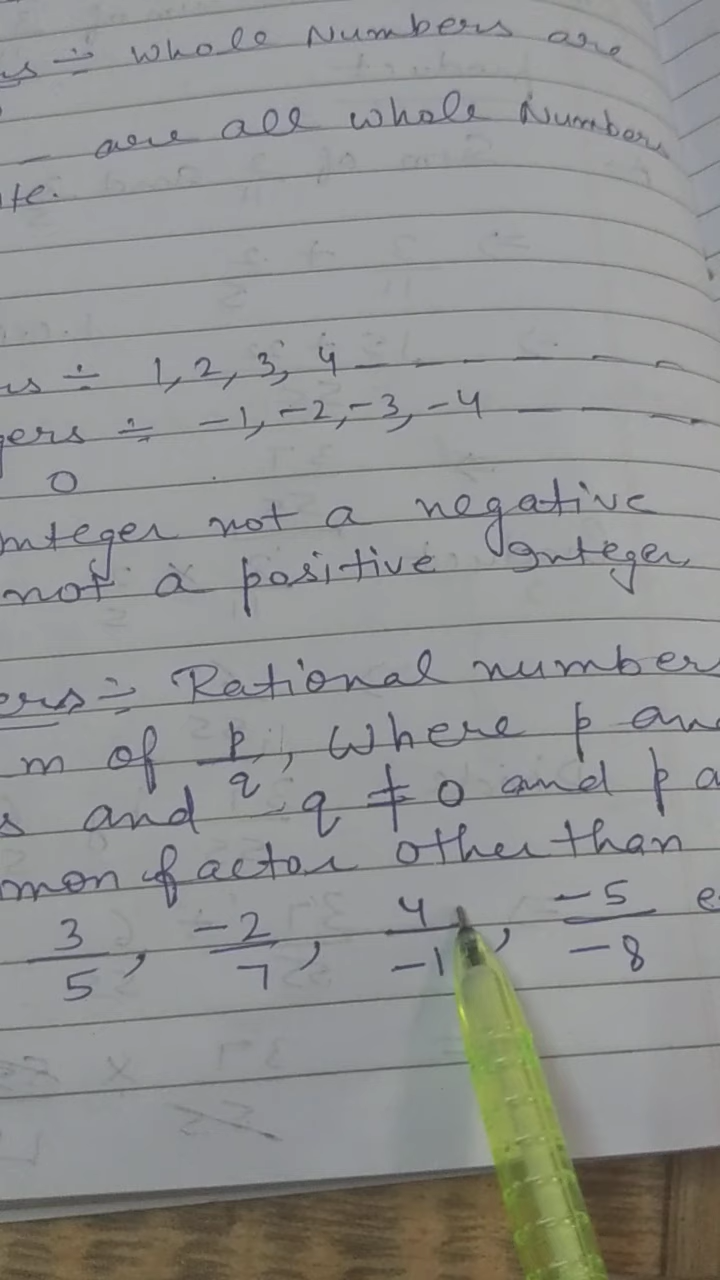 ÷ Whole Numbers are
— are all whole Numbers
te.
÷ 1, 2, 3, 4 — — — — —
gers ÷ -1, -2, -3, -4 — — —
0
nteger not a negative
not a positive Integer.
ers ÷ Rational number
m of p/q, Where p an
s and q ≠ 0 and p a
mon factor other than
3/5, -2/7, 4/-1, -5/-8 e